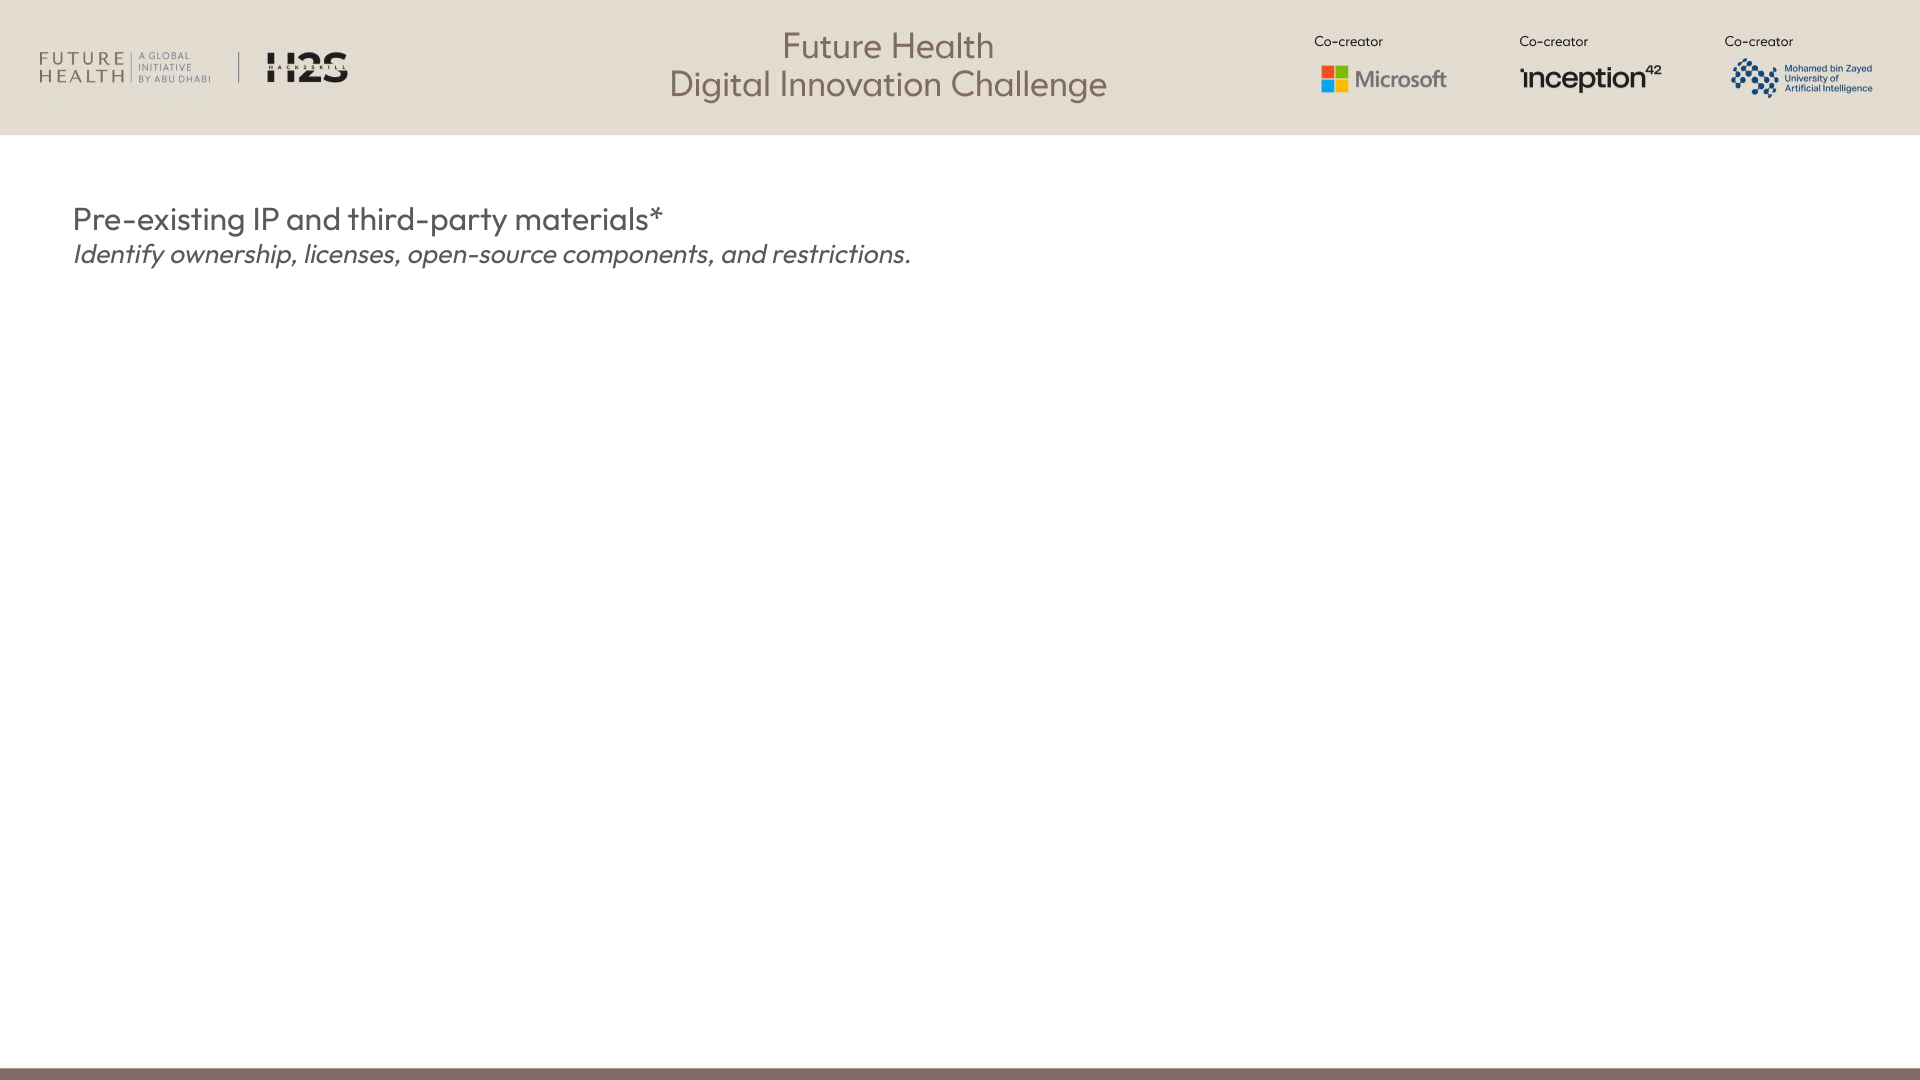 FUTURE
HEALTH
A GLOBAL
INITIATIVE
BY ABU DHABI
H2S
HACK2SKILL
Future Health
Digital Innovation Challenge
Co-creator
Microsoft
Co-creator
inception42
Co-creator
Mohamed bin Zayed
University of
Artificial Intelligence
Pre-existing IP and third-party materials*
Identify ownership, licenses, open-source components, and restrictions.